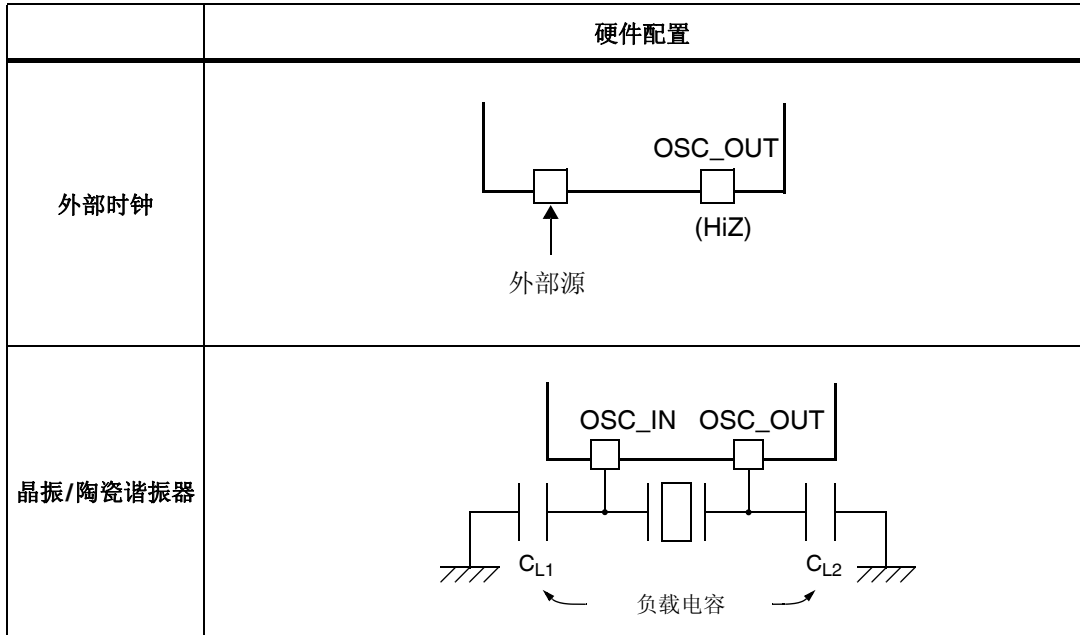 硬件配置
外部时钟
OSC_OUT
(HiZ)
外部源
晶振/陶瓷谐振器
OSC_IN OSC_OUT
CL1
CL2
负载电容